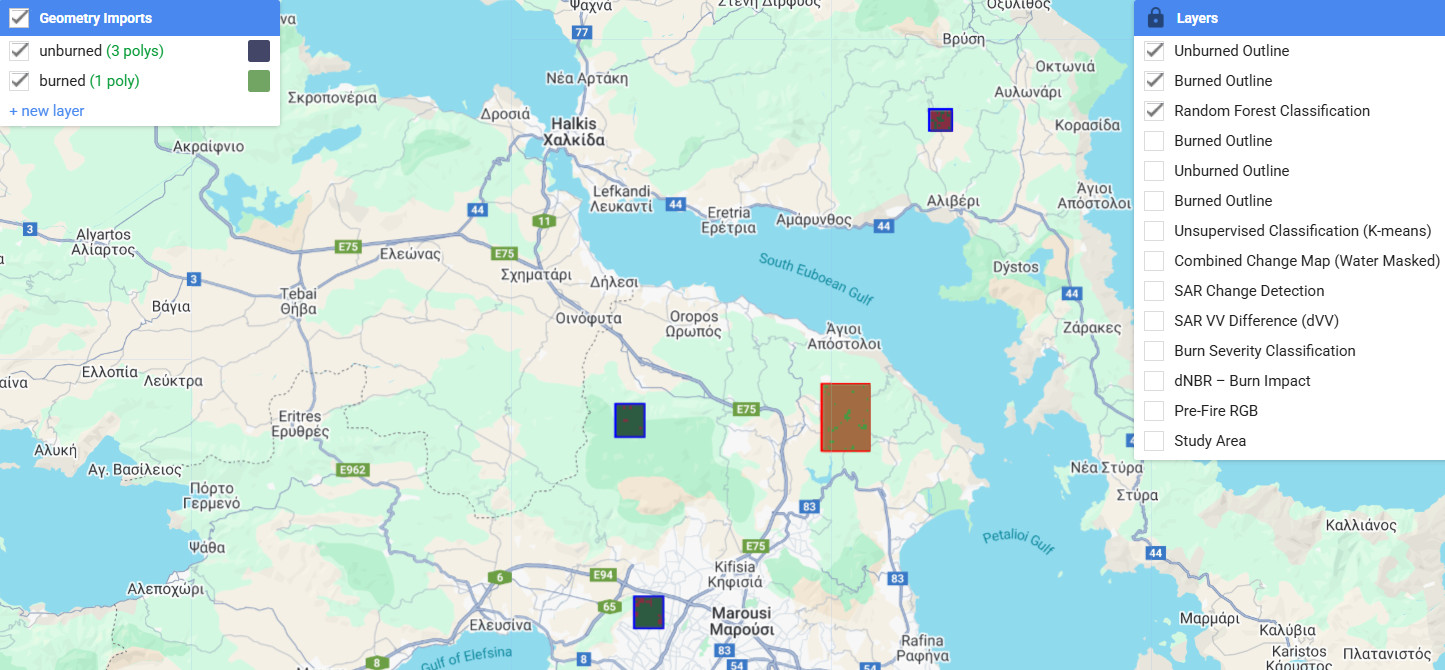 Geometry Imports
unburned (3 polys)
burned (1 poly)
+ new layer
Layers
Unburned Outline
Burned Outline
Random Forest Classification
Burned Outline
Unburned Outline
Burned Outline
Unsupervised Classification (K-means)
Combined Change Map (Water Masked)
SAR Change Detection
SAR VV Difference (dVV)
Burn Severity Classification
dNBR – Burn Impact
Pre-Fire RGB
Study Area
Ψαχνά
77
Νέα Αρτάκη
Σκροπονέρια
Δροσιά
Halkis
Χαλκίδα
Ακραίφνιο
Βρύση
Οκτωνιά
Αυλωνάρι
Κορασίδα
Οξύλιθος
Lefkandi
Λευκαντί
44
Eretria
Ερέτρια
Αμάρυνθος
44
Αλιβέρι
Άγιοι
Απόστολοι
44
11
3
Alyartos
Αλίαρτος
E75
Ελεώνας
E75
Σχηματάρι
Δήλεσι
South Euboean Gulf
Dýstos
44
3
Βάγια
Tebai
Θήβα
Οινόφυτα
Oropos
Ωρωπός
Άγιοι
Απόστολοι
Ζάρακες
Ελλοπία
Λεύκτρα
Eritres
Ερυθρές
E75
Αλυκή
Αγ. Βασίλειος
E962
Πόρτο
Γερμενό
Νέα Στύρα
Στύρα
83
Καλλιάνος
Ψάθα
Petalioi Gulf
E75
44
Αλεποχώρι
6
E94
Kifisia
Κηφισιά
83
65
Marousi
Μαρούσι
Ελευσίνα
Μαρμάρι
Καλύβια
Rafina
Ραφήνα
Karistos
Κάρυστος
Πλατανιστός
Gulf of Elefsina
8
8
83
54
54